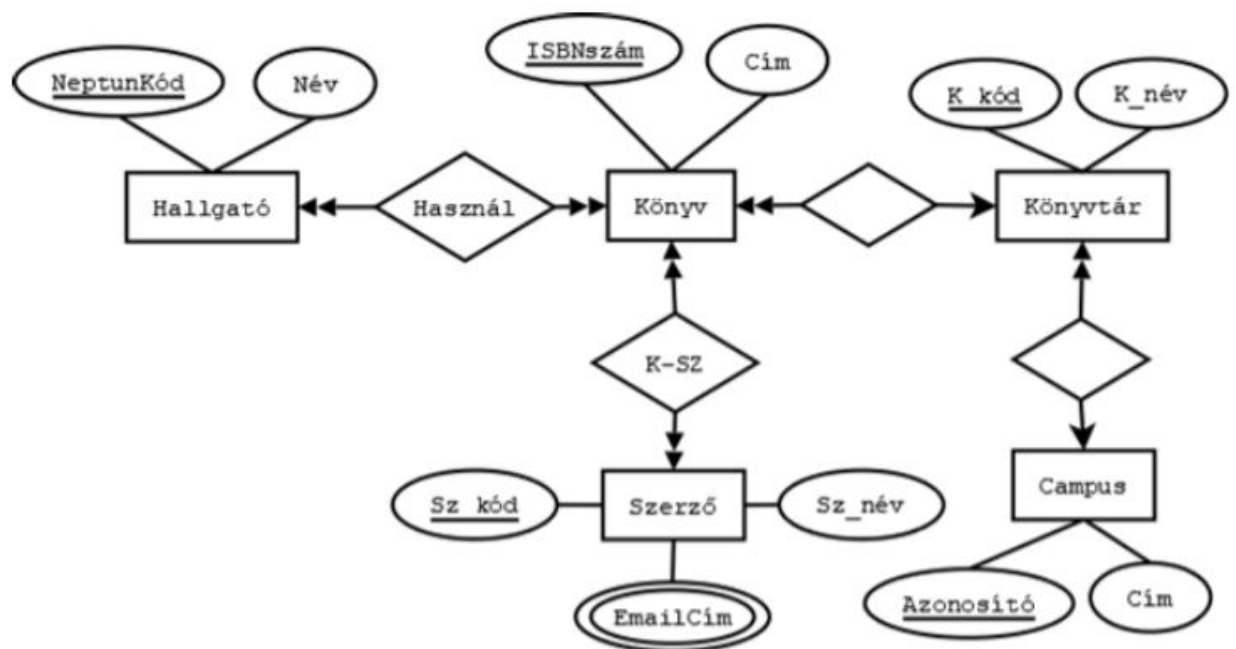 NeptunKód
Név
ISBNszám
Cím
K_kód
K_név
Hallgató
Használ
Könyv
Könyvtár
K-SZ
Sz_kód
Szerző
Sz_név
Campus
EmailCím
Azonosító
Cím